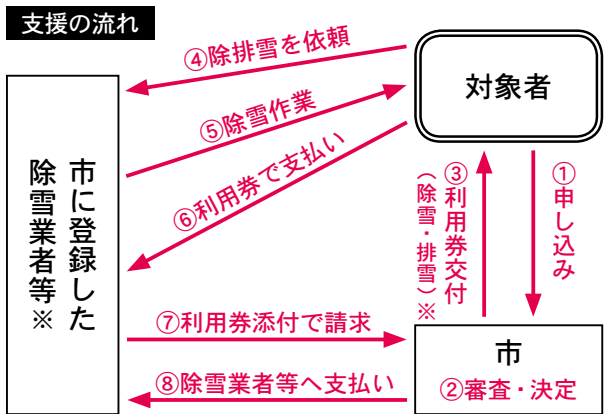 支援の流れ
④除排雪を依頼
対象者
⑤除雪作業
⑥利用券で支払い
市に登録した
除雪業者等※
③利用券交付
（除雪・排雪）※
①申し込み
⑦利用券添付で請求
市
②審査・決定
⑧除雪業者等へ支払い